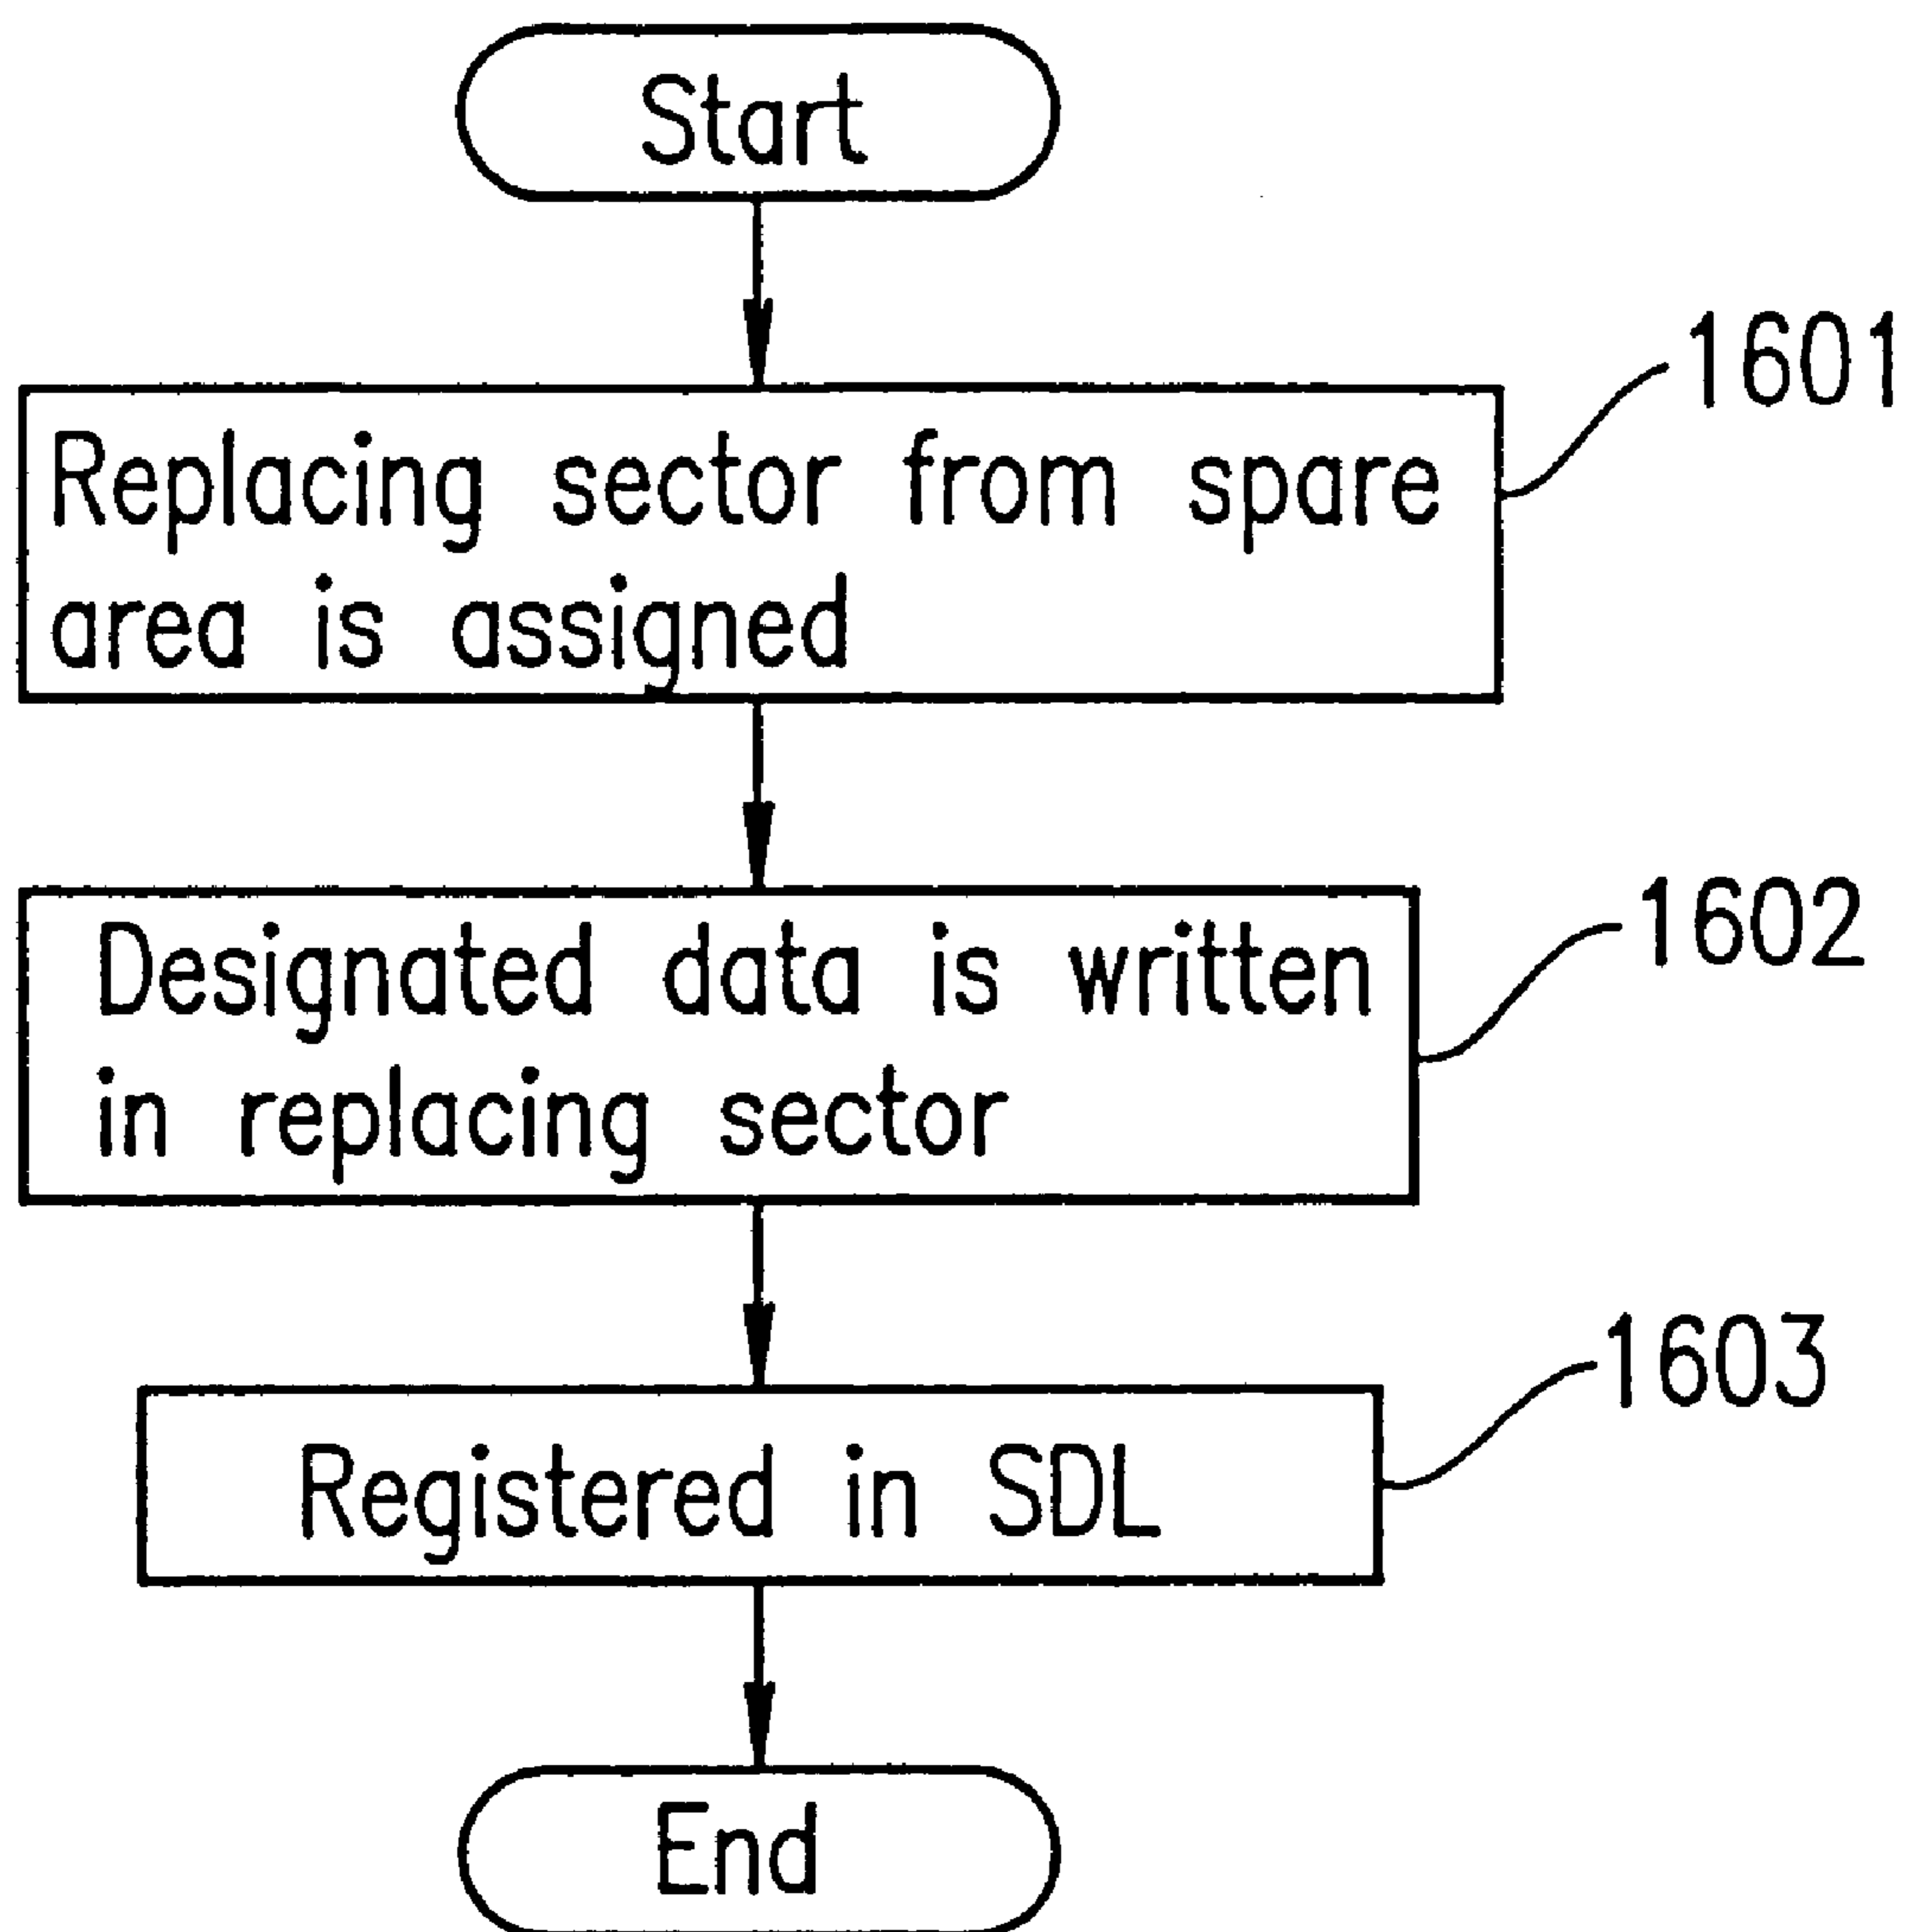 Start
1601
Replacing sector from spare
area is assigned
1602
Designated data is written
in replacing sector
1603
Registered in SDL
End